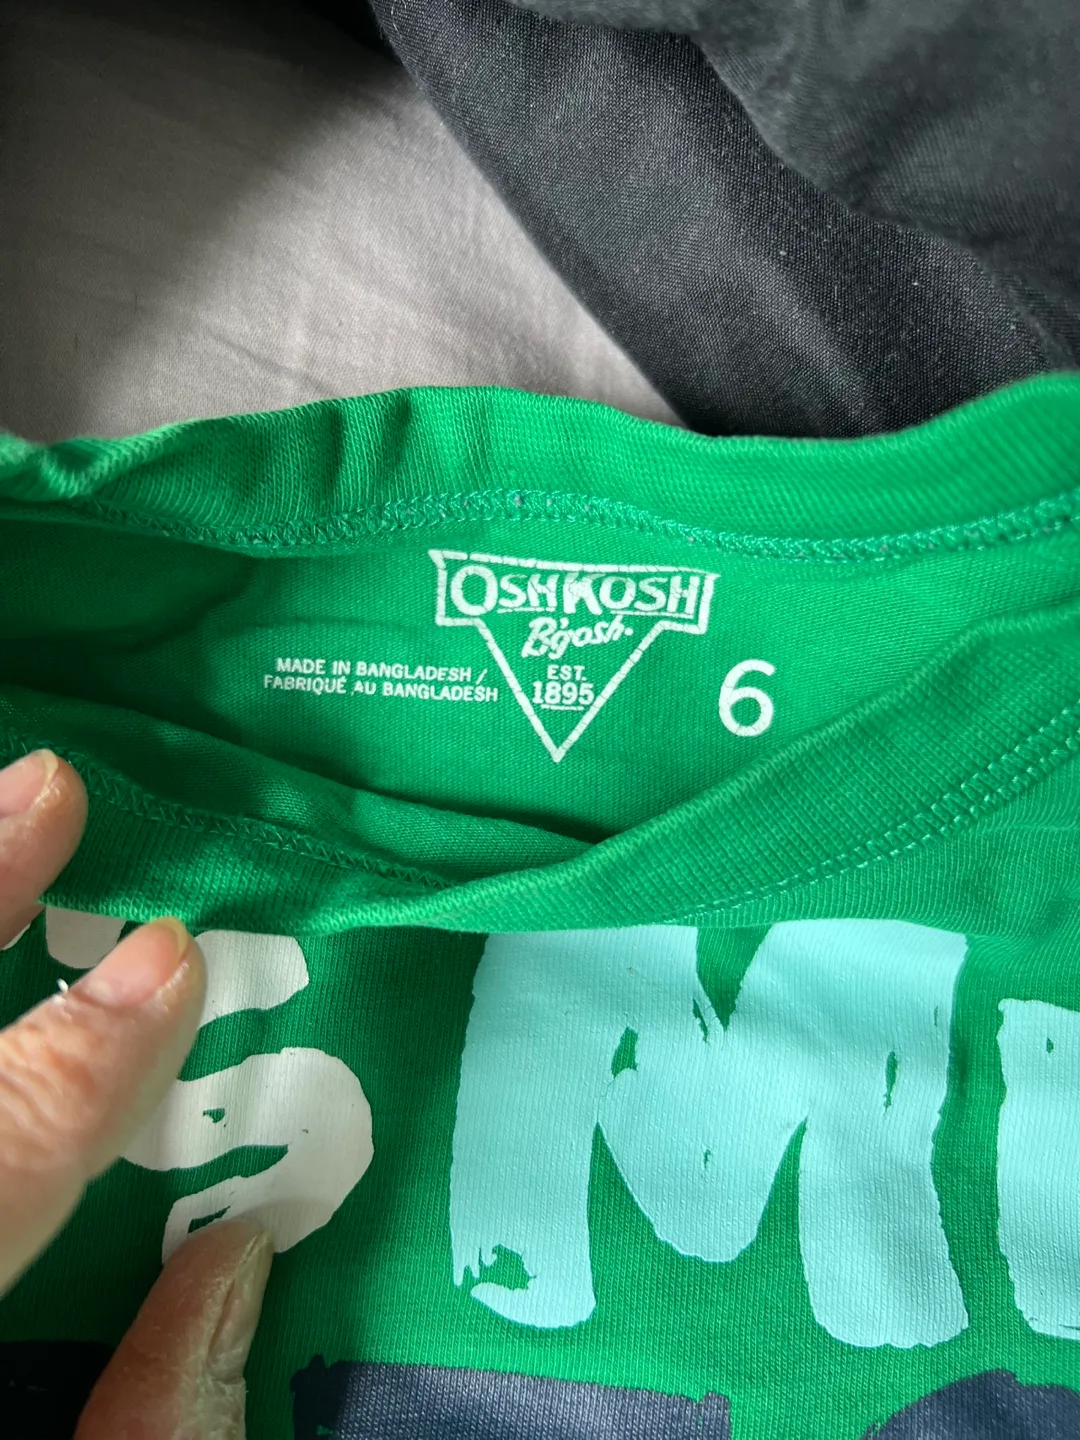 OSHKOSH
B'gosh.
EST.
1895
MADE IN BANGLADESH /
FABRIQUÉ AU BANGLADESH
6
S M